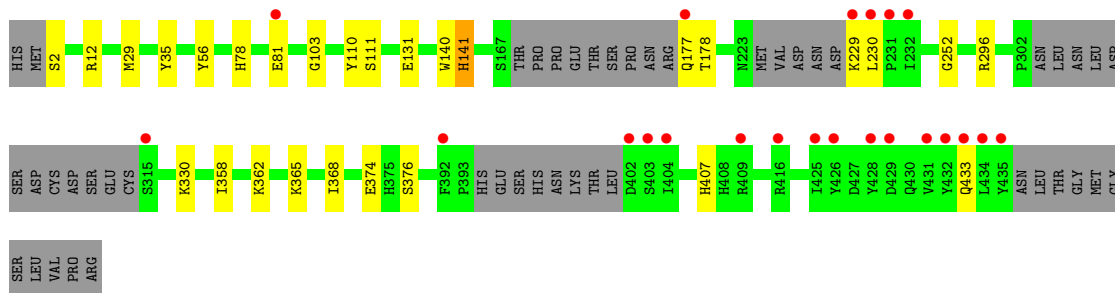 HIS MET S2 R12 M29 Y35 Y56 H78 E81 G103 Y110 S111 E131 W140 H141 S167 THR PRO PRO GLU THR SER PRO ASN ARG Q177 T178 N223 MET VAL ASP ASN ASP K229 L230 P231 I232 G252 R296 P302 ASN LEU ASN LEU ASP
SER ASP CYS ASP SER GLU CYS S315 K330 I358 K362 K365 I368 E374 H375 S376 F392 P393 HIS GLU SER HIS ASN LYS THR LEU D402 S403 I404 H407 H408 R409 R416 I425 Y426 D427 Y428 D429 Q430 V431 Y432 Q433 L434 Y435 ASN LEU THR GLY MET GLY
SER LEU VAL PRO ARG